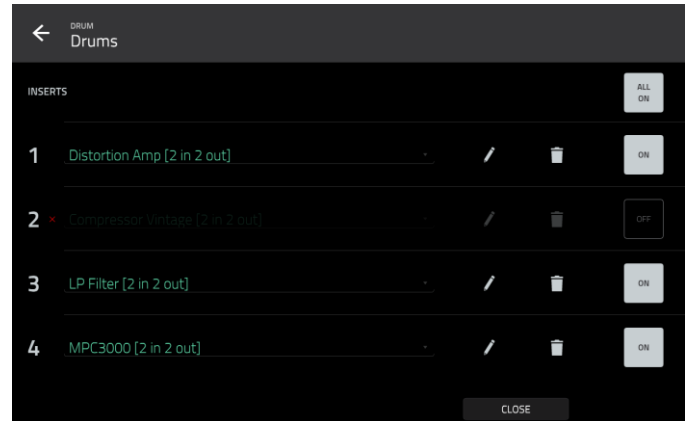 DRUM
Drums
INSERTS
ALL
ON
1 Distortion Amp [2 in 2 out] ON
2 × Compressor Vintage [2 in 2 out] OFF
3 LP Filter [2 in 2 out] ON
4 MPC3000 [2 in 2 out] ON
CLOSE